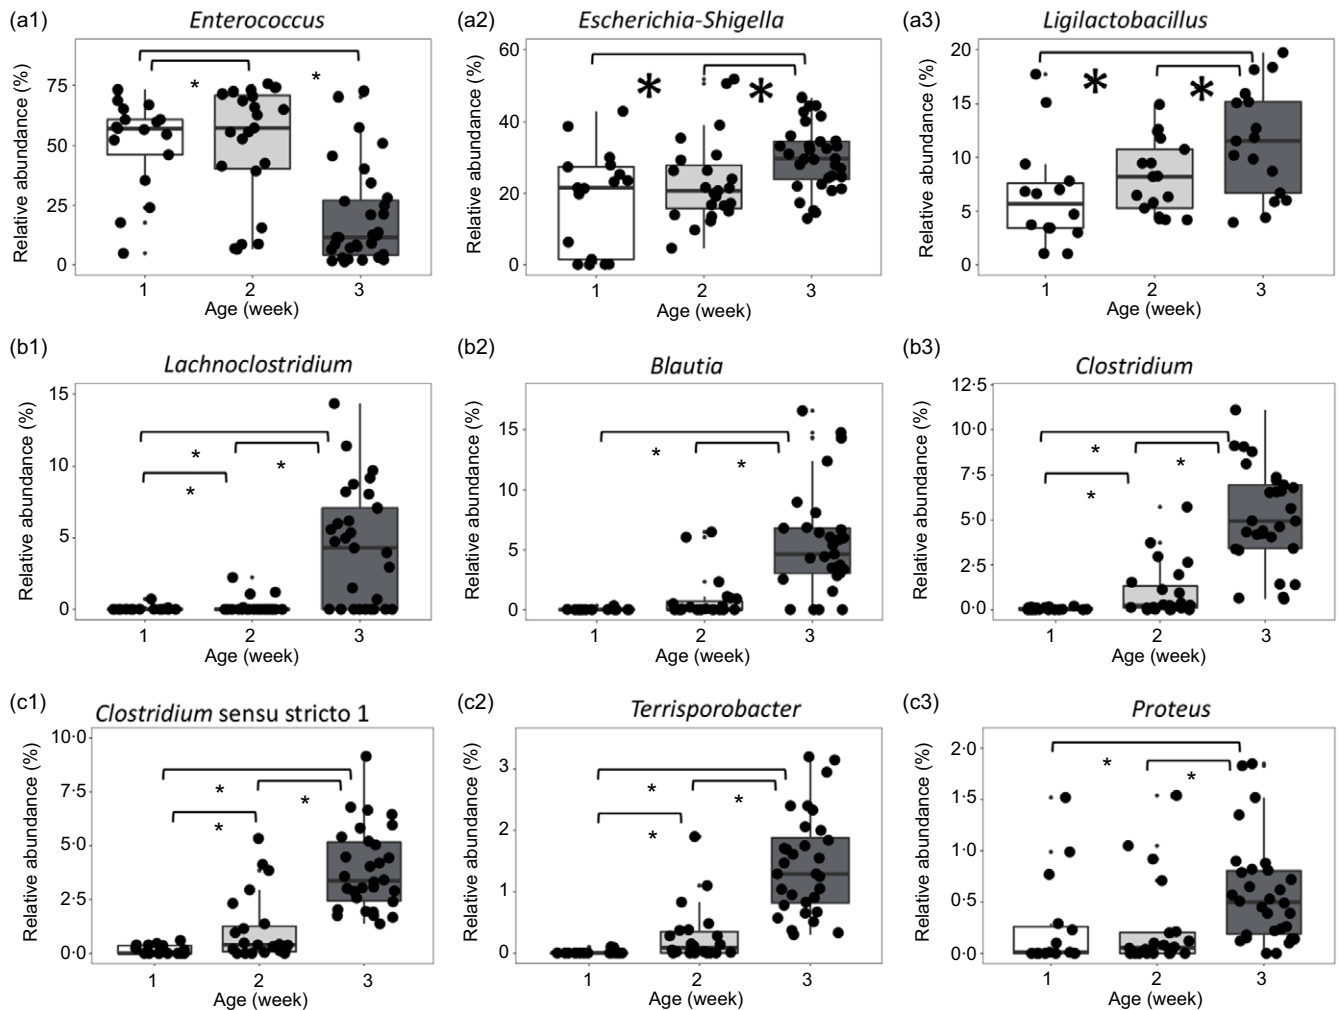 (a1) Enterococcus
Relative abundance (%)
75
50
25
0
*
*
1 2 3
Age (week)
(a2) Escherichia-Shigella
Relative abundance (%)
60
40
20
0
*
*
1 2 3
Age (week)
(a3) Ligilactobacillus
Relative abundance (%)
20
15
10
5
0
*
*
1 2 3
Age (week)
(b1) Lachnoclostridium
Relative abundance (%)
15
10
5
0
*
*
*
1 2 3
Age (week)
(b2) Blautia
Relative abundance (%)
15
10
5
0
*
*
1 2 3
Age (week)
(b3) Clostridium
Relative abundance (%)
12·5
10·0
7·5
5·0
2·5
0·0
*
*
*
1 2 3
Age (week)
(c1) Clostridium sensu stricto 1
Relative abundance (%)
10·0
7·5
5·0
2·5
0·0
*
*
*
1 2 3
Age (week)
(c2) Terrisporobacter
Relative abundance (%)
3
2
1
0
*
*
*
1 2 3
Age (week)
(c3) Proteus
Relative abundance (%)
2·0
1·5
1·0
0·5
0·0
*
*
1 2 3
Age (week)